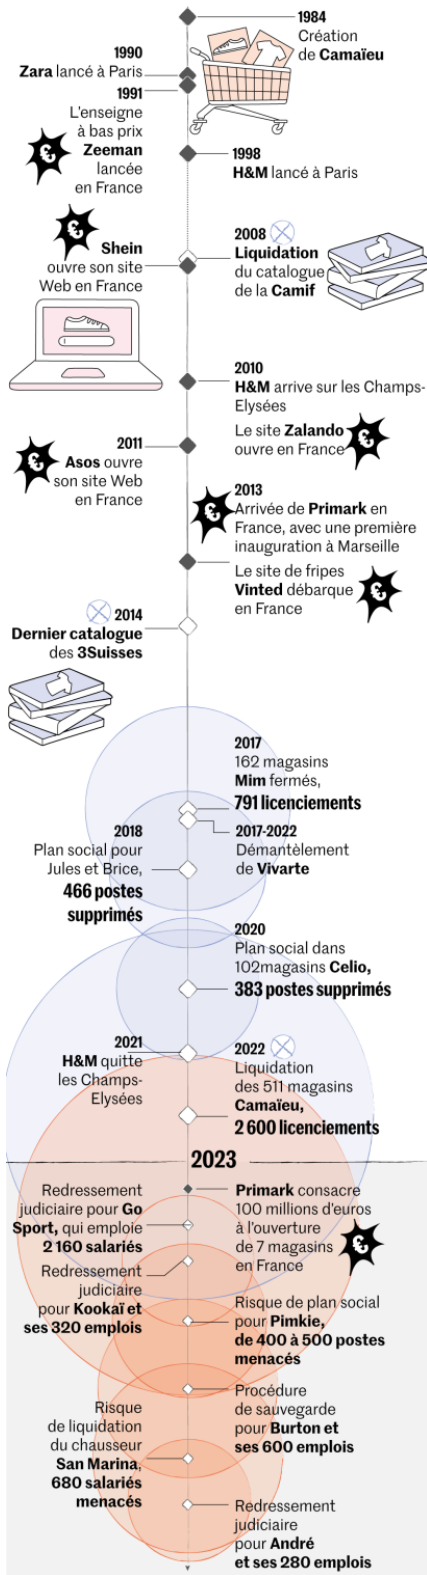 1984
Création
de Camaïeu
1990
Zara lancé à Paris
1991
L'enseigne
à bas prix
Zeeman
lancée
en France
€
1998
H&M lancé à Paris
€
Shein
ouvre son site
Web en France
2008
Liquidation
du catalogue
de la Camif
2010
H&M arrive sur les Champs-
Elysées
Le site Zalando
ouvre en France
€
2011
€
Asos ouvre
son site Web
en France
2013
€
Arrivée de Primark en
France, avec une première
inauguration à Marseille
Le site de fripes
Vinted débarque
en France
€
2014
Dernier catalogue
des 3Suisses
2017
162 magasins
Mim fermés,
791 licenciements
2017-2022
Démantèlement
de Vivarte
2018
Plan social pour
Jules et Brice,
466 postes
supprimés
2020
Plan social dans
102magasins Celio,
383 postes supprimés
2021
H&M quitte
les Champs-
Elysées
2022
Liquidation
des 511 magasins
Camaïeu,
2 600 licenciements
2023
Redressement
judiciaire pour Go
Sport, qui emploie
2 160 salariés
Primark consacre
100 millions d'euros
à l'ouverture
de 7 magasins
en France
€
Redressement
judiciaire
pour Kookaï et
ses 320 emplois
Risque de plan social
pour Pimkie,
de 400 à 500 postes
menacés
Procédure
de sauvegarde
pour Burton et
ses 600 emplois
Risque
de liquidation
du chausseur
San Marina,
680 salariés
menacés
Redressement
judiciaire
pour André
et ses 280 emplois